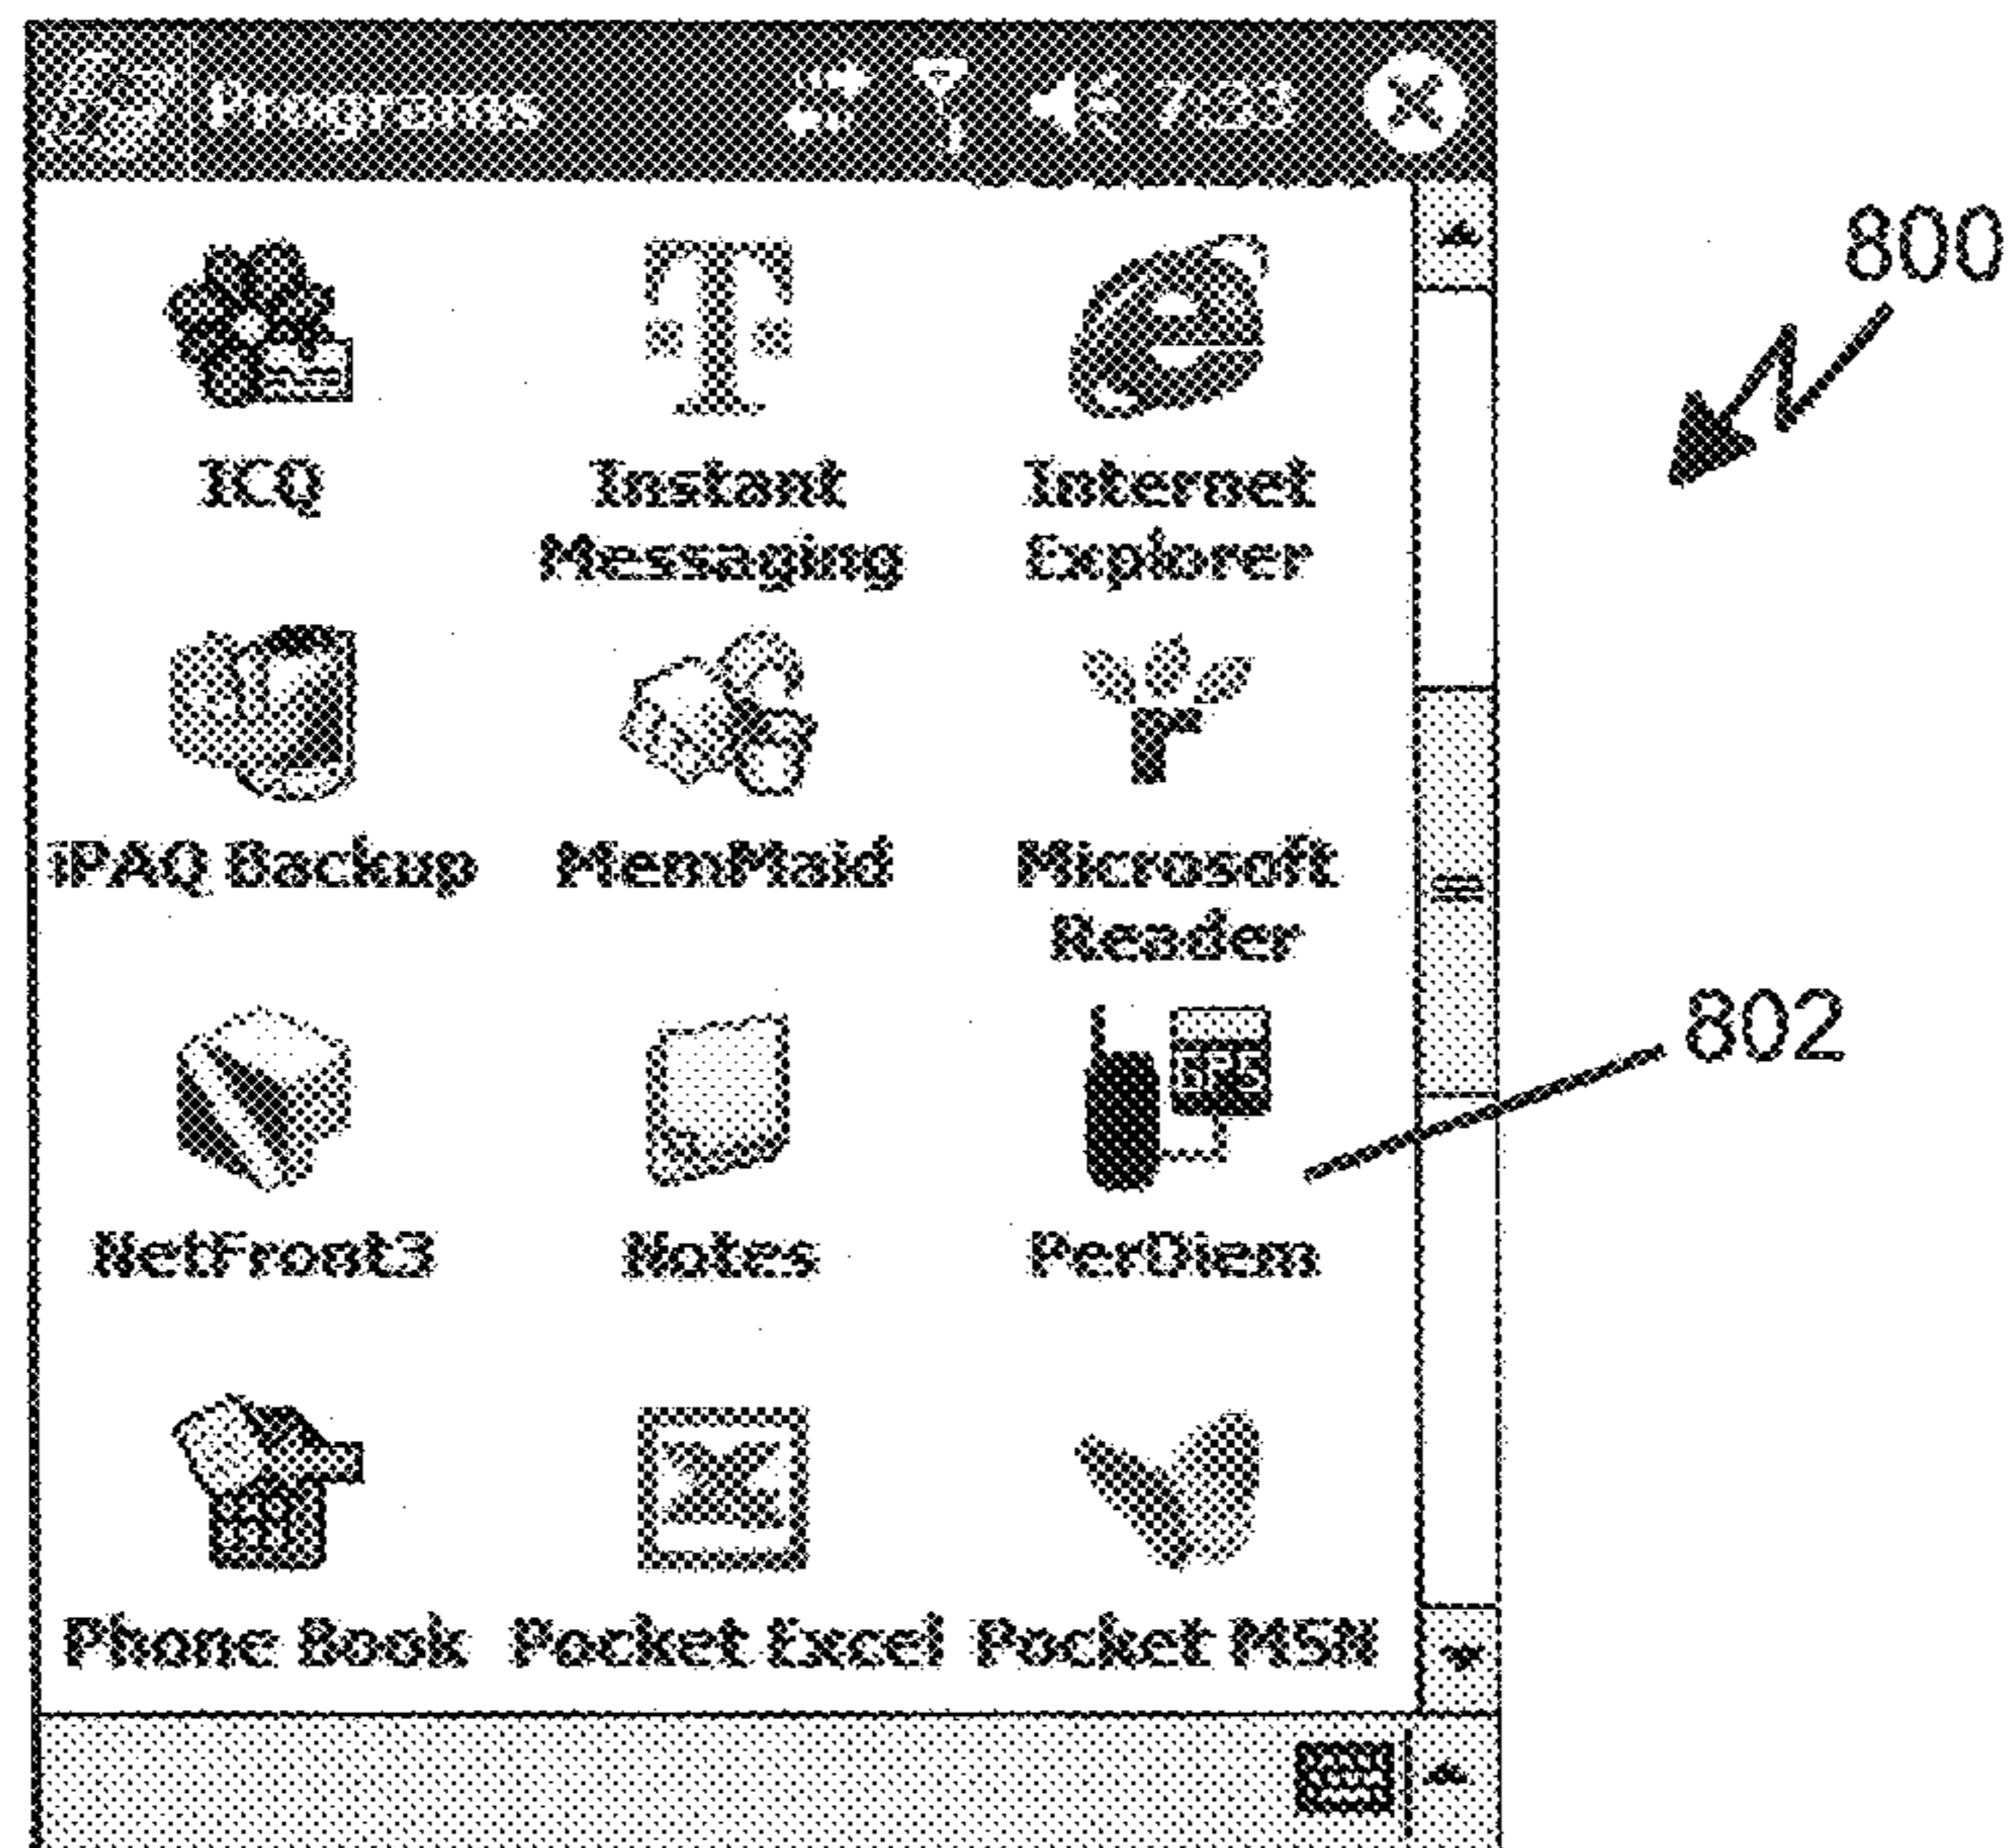 Programs 7:23
800
ICQ Instant Messaging Internet Explorer
iPAQ Backup MemMaid Microsoft Reader
GPS
802
NetFront3 Notes PerDiem
Phone Book Pocket Excel Pocket MSN